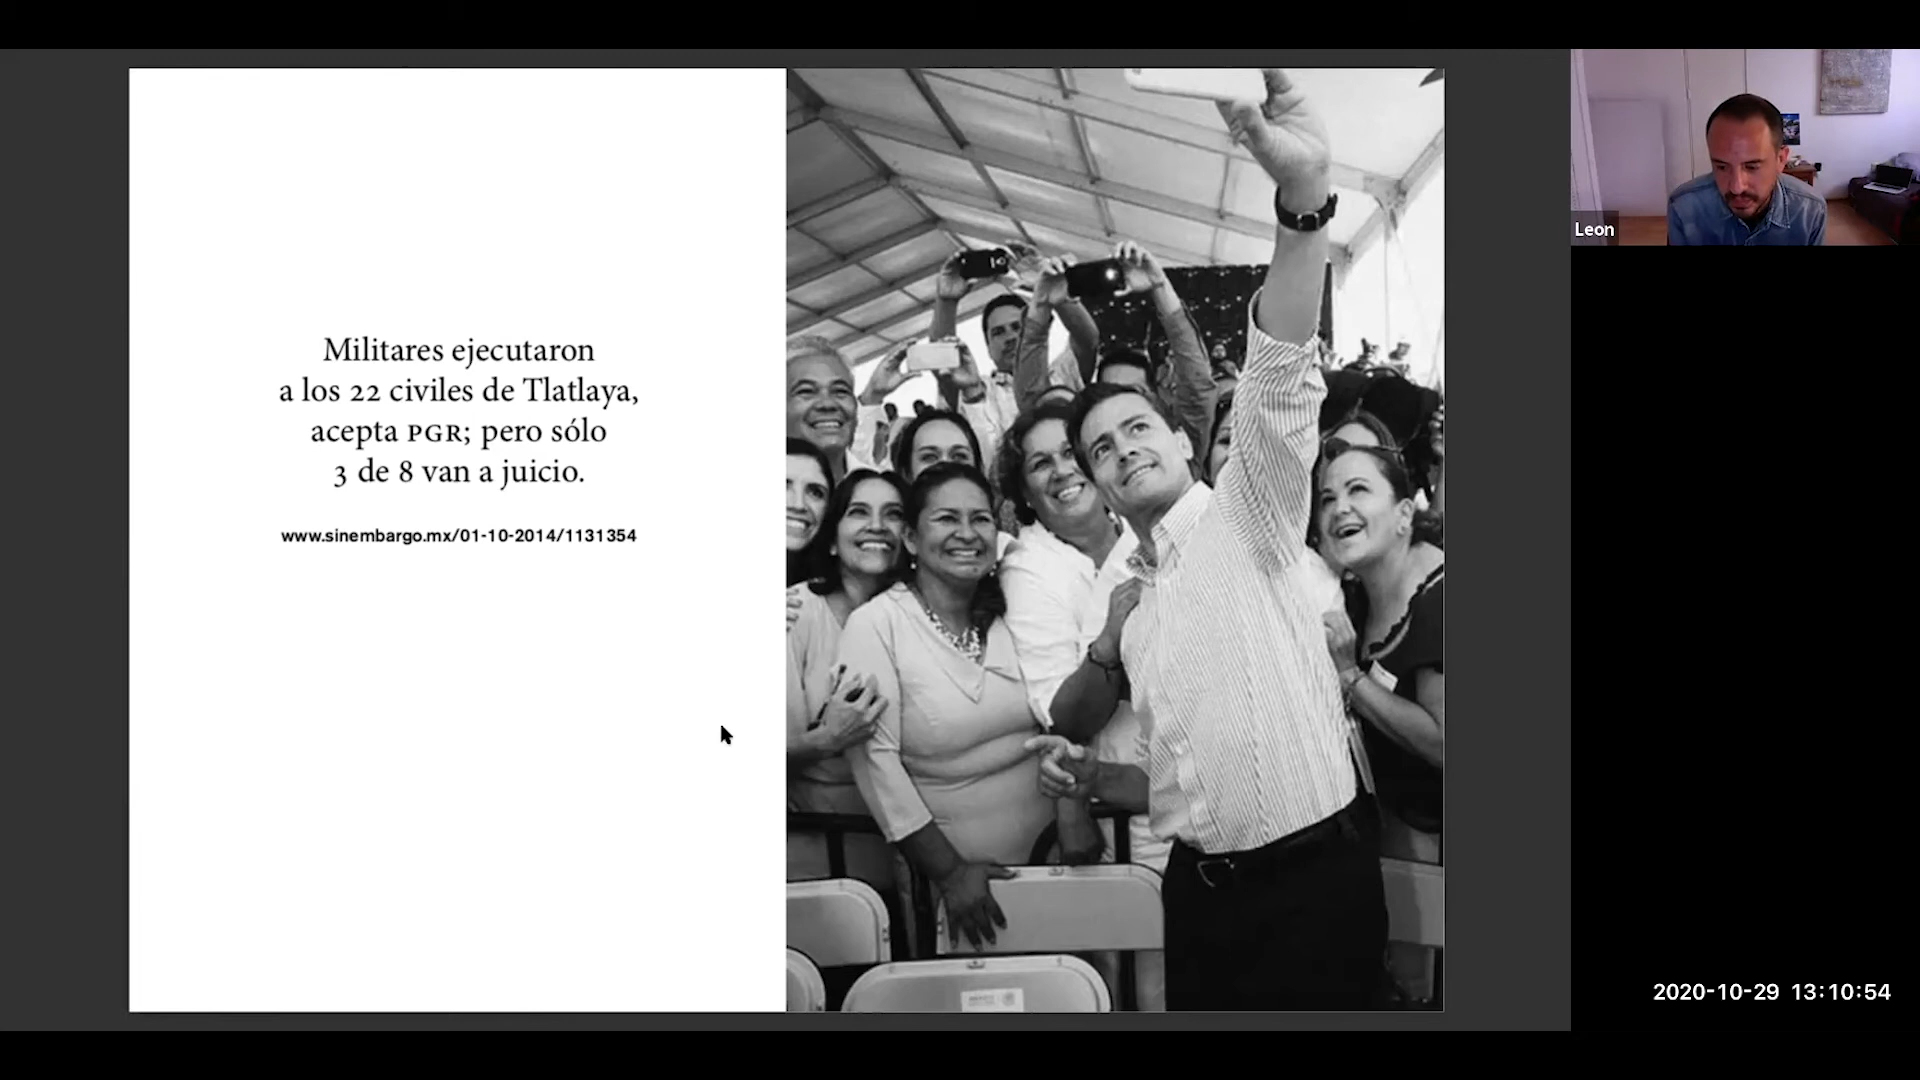 Militares ejecutaron
a los 22 civiles de Tlatlaya,
acepta PGR; pero sólo
3 de 8 van a juicio.
www.sinembargo.mx/01-10-2014/1131354
Leon
2020-10-29 13:10:54